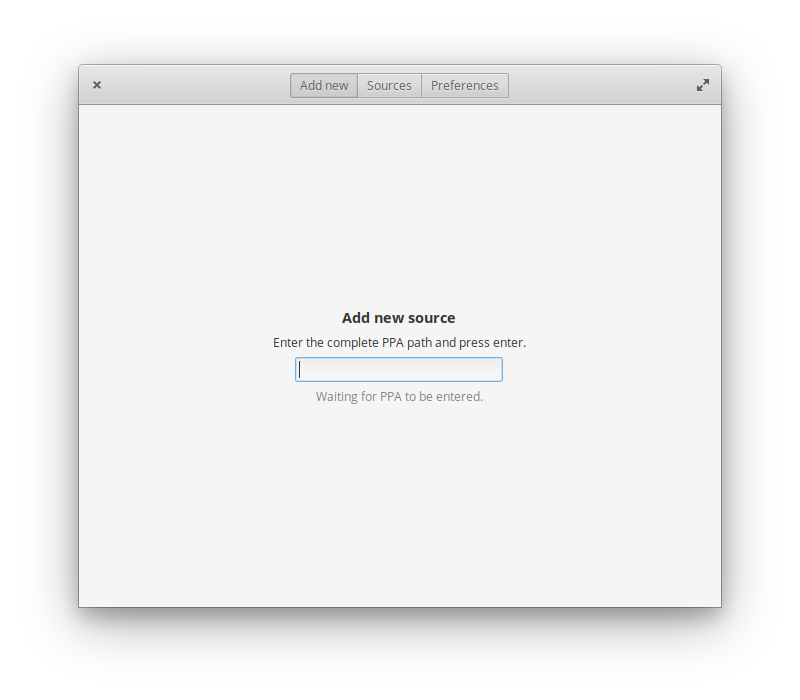 Add new Sources Preferences
Add new source
Enter the complete PPA path and press enter.
Waiting for PPA to be entered.